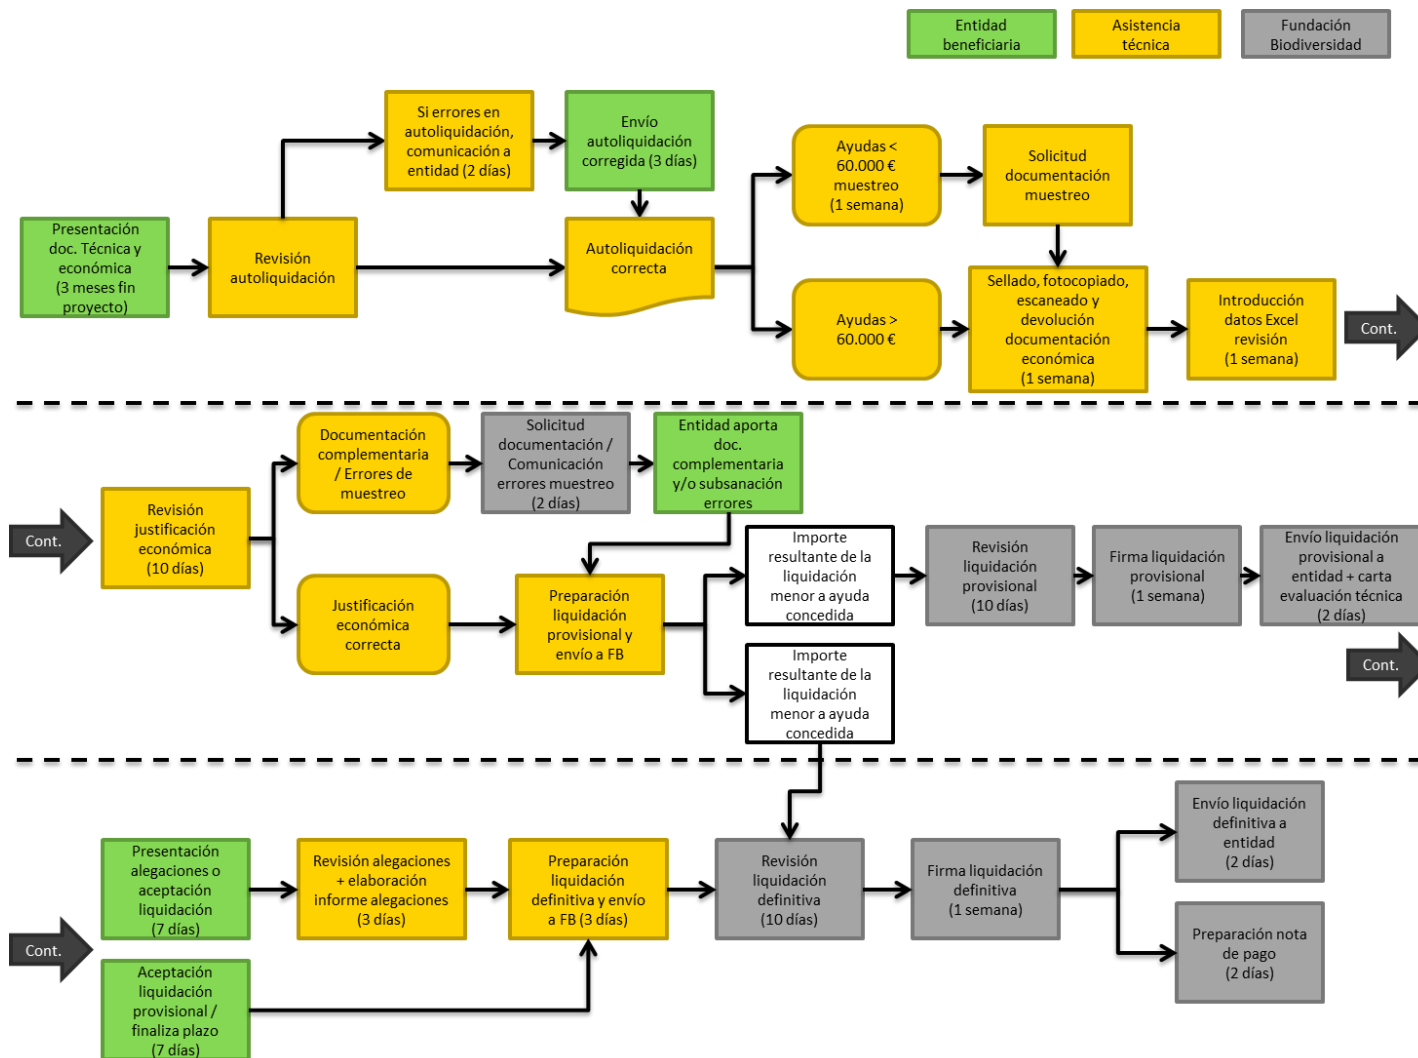 Entidad
beneficiaria
Asistencia
técnica
Fundación
Biodiversidad
Si errores en
autoliquidación,
comunicación a
entidad (2 días)
Envío
autoliquidación
corregida (3 días)
Ayudas <
60.000 €
muestreo
(1 semana)
Solicitud
documentación
muestreo
Presentación
doc. Técnica y
económica
(3 meses fin
proyecto)
Revisión
autoliquidación
Autoliquidación
correcta
Ayudas >
60.000 €
Sellado, fotocopiado,
escaneado y
devolución
documentación
económica
(1 semana)
Introducción
datos Excel
revisión
(1 semana)
Cont.
Cont.
Revisión
justificación
económica
(10 días)
Documentación
complementaria
/ Errores de
muestreo
Solicitud
documentación /
Comunicación
errores muestreo
(2 días)
Entidad aporta
doc.
complementaria
y/o subsanación
errores
Justificación
económica
correcta
Preparación
liquidación
provisional y
envío a FB
Importe
resultante de la
liquidación
menor a ayuda
concedida
Revisión
liquidación
provisional
(10 días)
Firma liquidación
provisional
(1 semana)
Envío liquidación
provisional a
entidad + carta
evaluación técnica
(2 días)
Importe
resultante de la
liquidación
menor a ayuda
concedida
Cont.
Cont.
Presentación
alegaciones o
aceptación
liquidación
(7 días)
Revisión alegaciones
+ elaboración
informe alegaciones
(3 días)
Preparación
liquidación
definitiva y envío
a FB (3 días)
Revisión
liquidación
definitiva
(10 días)
Firma liquidación
definitiva
(1 semana)
Envío liquidación
definitiva a
entidad
(2 días)
Preparación nota
de pago
(2 días)
Aceptación
liquidación
provisional /
finaliza plazo
(7 días)